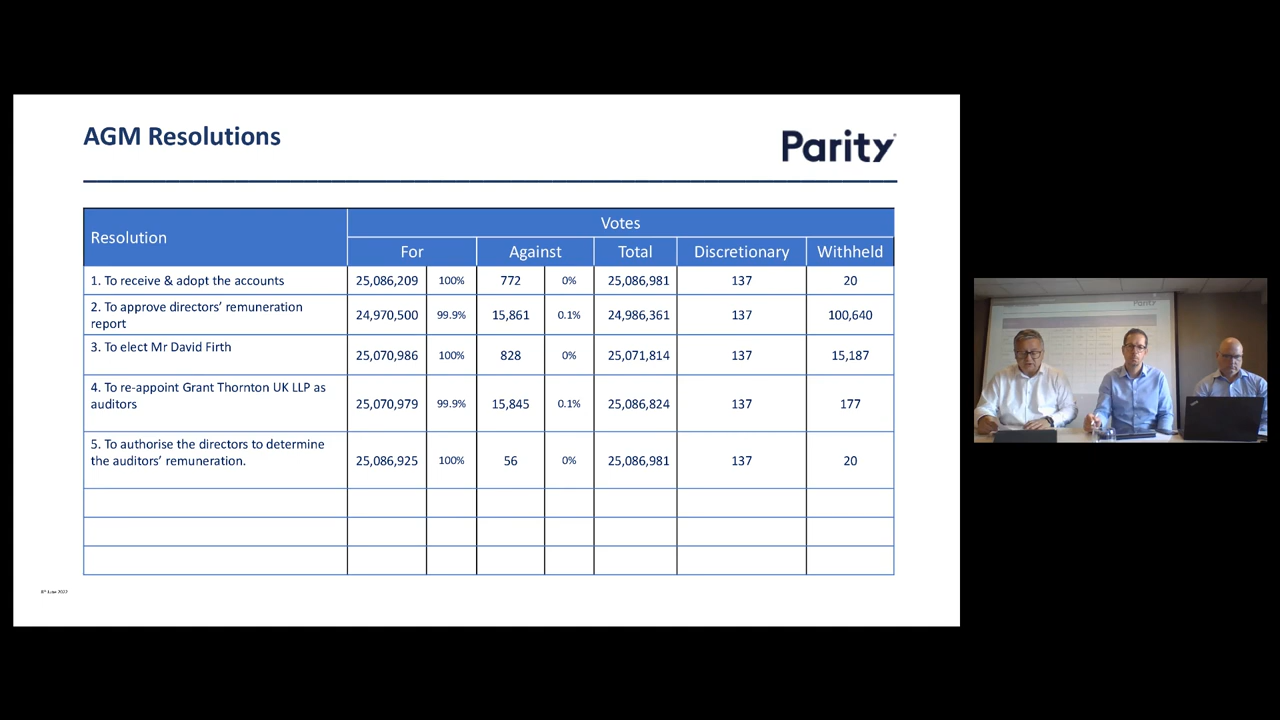 AGM Resolutions
Parity
Resolution
Votes
For Against Total Discretionary Withheld
1. To receive & adopt the accounts 25,086,209 100% 772 0% 25,086,981 137 20
2. To approve directors’ remuneration
report 24,970,500 99.9% 15,861 0.1% 24,986,361 137 100,640
3. To elect Mr David Firth 25,070,986 100% 828 0% 25,071,814 137 15,187
4. To re-appoint Grant Thornton UK LLP as
auditors 25,070,979 99.9% 15,845 0.1% 25,086,824 137 177
5. To authorise the directors to determine
the auditors’ remuneration. 25,086,925 100% 56 0% 25,086,981 137 20
June 2022
Parity